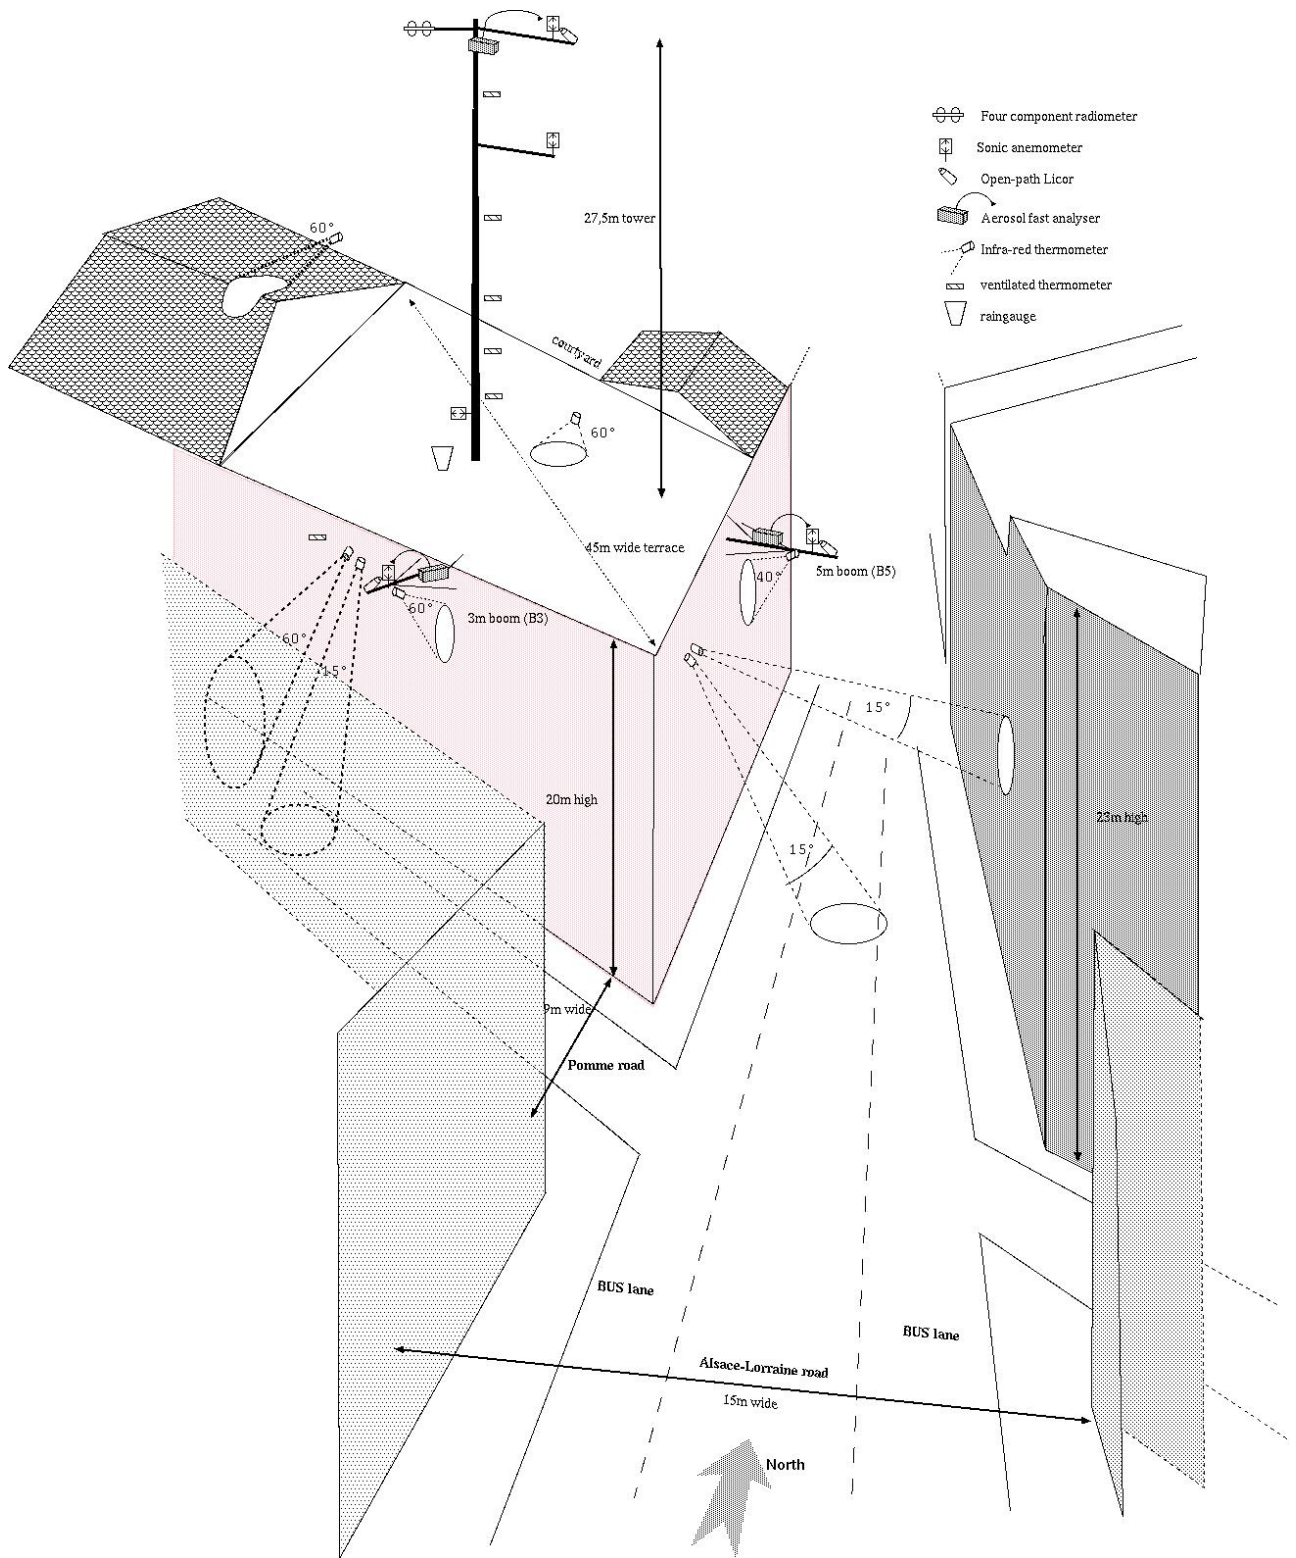 Four component radiometer
Sonic anemometer
Open-path Licor
Aerosol fast analyser
Infra-red thermometer
ventilated thermometer
raingauge
27,5m tower
60°
courtyard
60°
45m wide terrace
5m boom (B5)
40°
3m boom (B3)
60°
60°
15°
15°
20m high
23m high
15°
9m wide
Pomme road
BUS lane
BUS lane
Alsace-Lorraine road
15m wide
North